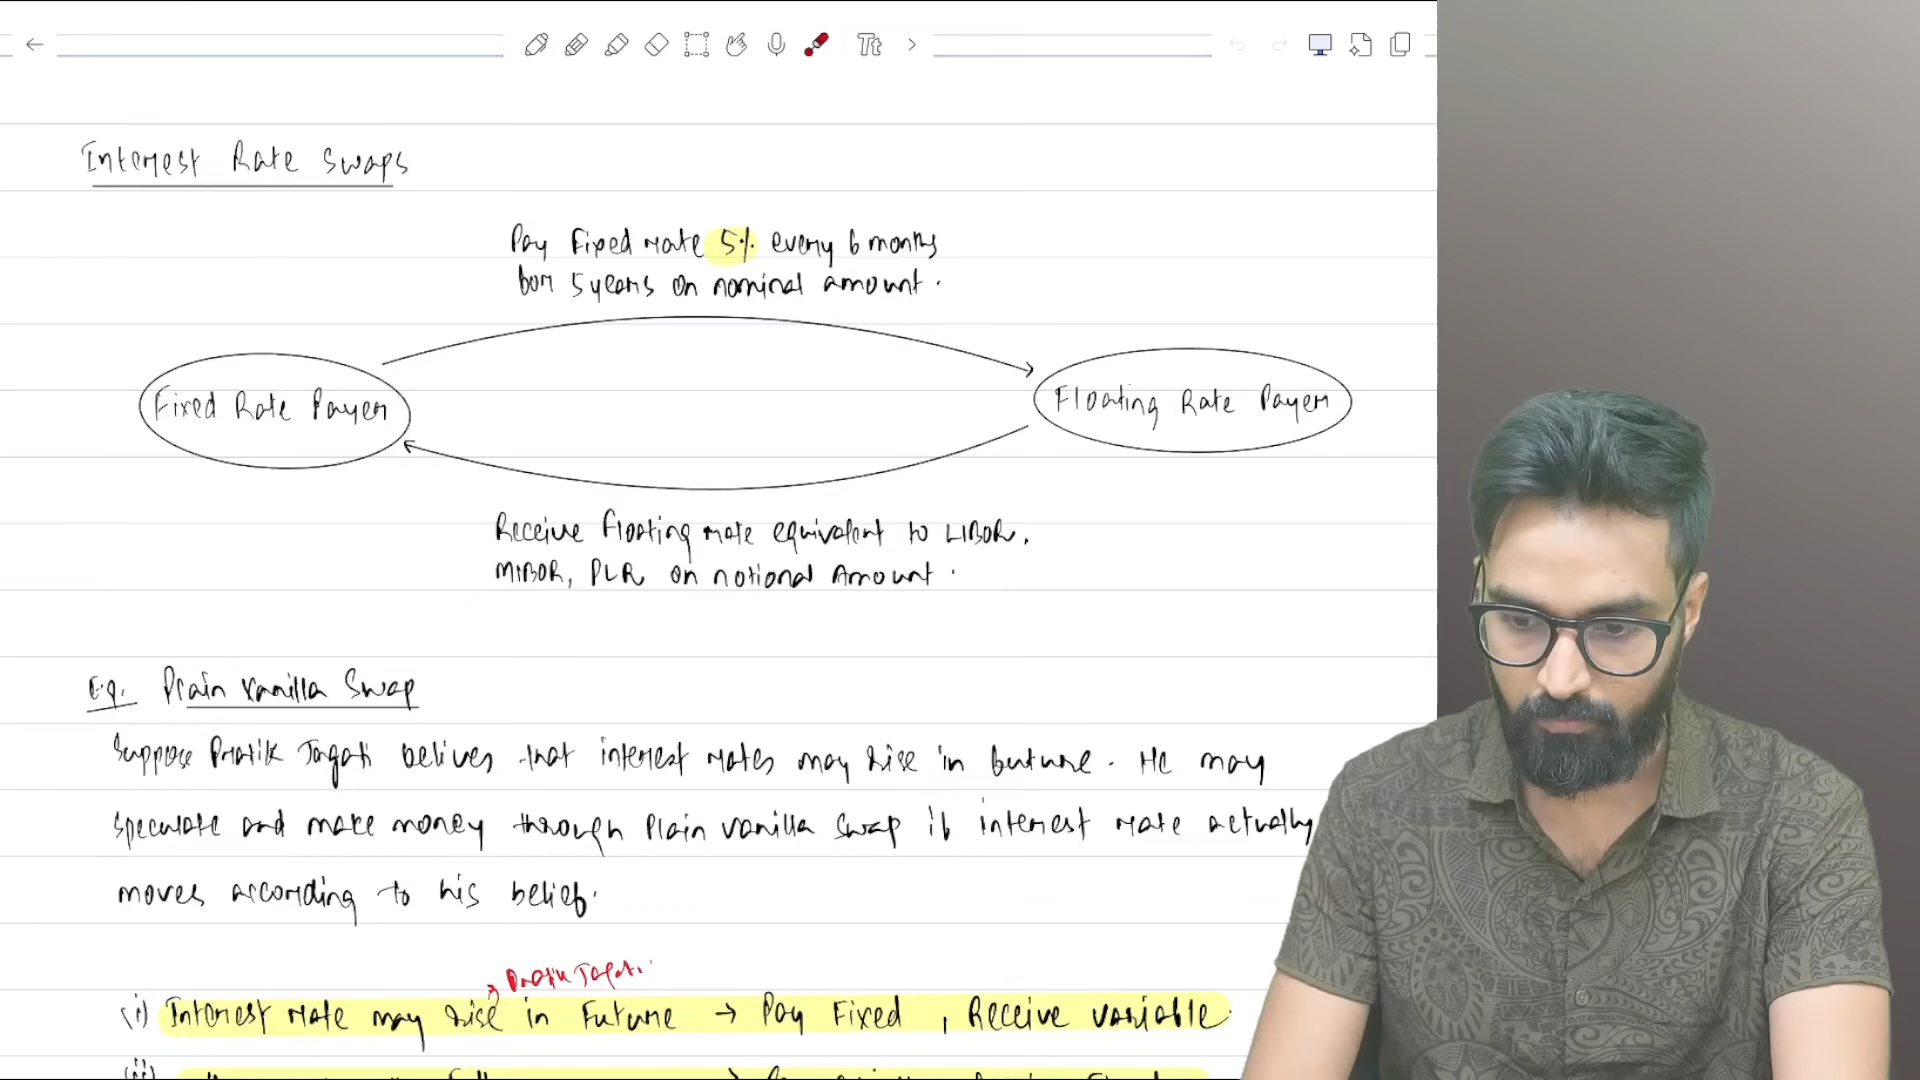 Interest Rate Swaps
Pay Fixed rate 5% every 6 months
for 5 years on nominal amount.
Fixed Rate Payer
Floating Rate Payer
Receive Floating rate equivalent to LIBOR,
MIBOR, PLR on notional Amount.
Tt
E.g. Plain Vanilla Swap
Suppose Pratik Jagati belives that interest rates may rise in future. He may
speculate and make money through Plain vanilla Swap if interest rate actually
moves according to his belief.
Pratik Jagati
(i) Interest rate may rise in Future → Pay Fixed, Receive variable.
(ii)